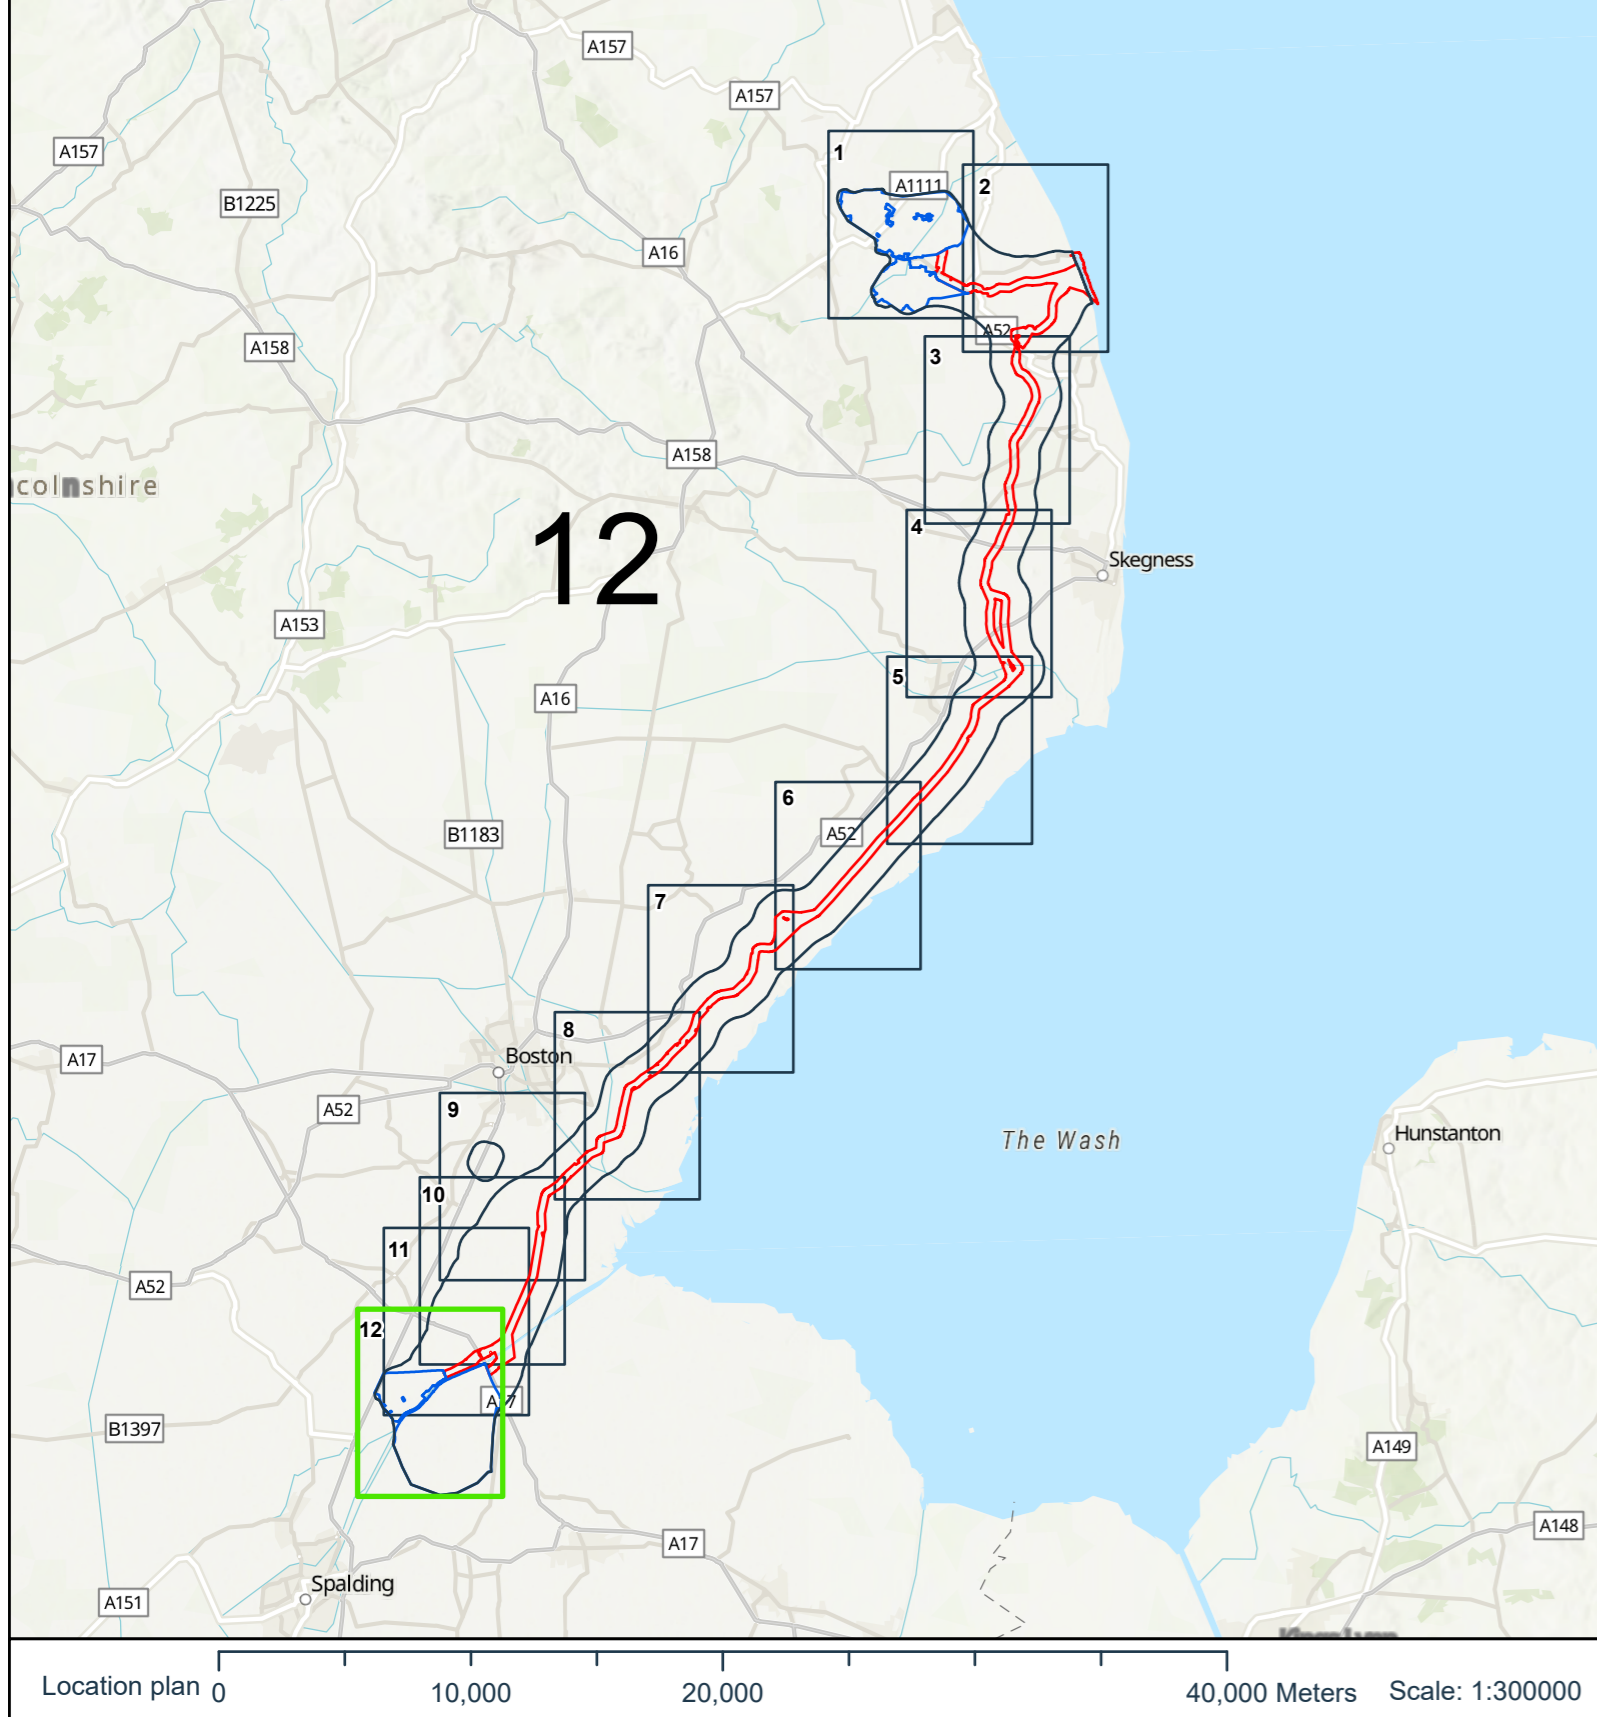 A157
A157
A157
1
A1111
2
B1225
A16
A52
A158
3
A158
colnshire
12
4
Skegness
A153
5
A16
6
A52
B1183
7
8
Boston
A17
9
A52
The Wash
Hunstanton
10
11
A52
12
B1397
A149
A148
A17
Spalding
A151
Location plan 0 10,000 20,000 40,000 Meters Scale: 1:300000